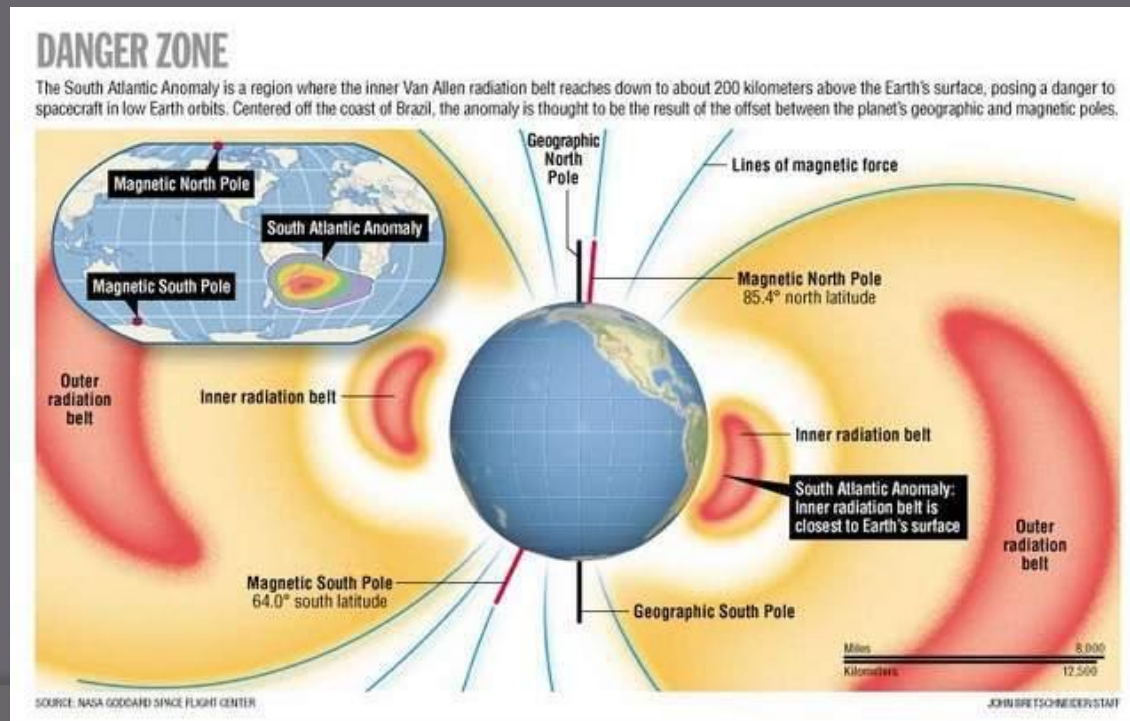 DANGER ZONE
The South Atlantic Anomaly is a region where the inner Van Allen radiation belt reaches down to about 200 kilometers above the Earth's surface, posing a danger to
spacecraft in low Earth orbits. Centered off the coast of Brazil, the anomaly is thought to be the result of the offset between the planet's geographic and magnetic poles.
Geographic
North
Pole
Lines of magnetic force
Magnetic North Pole
South Atlantic Anomaly
Magnetic South Pole
Magnetic North Pole
85.4° north latitude
Outer
radiation
belt
Inner radiation belt
Inner radiation belt
South Atlantic Anomaly:
Inner radiation belt is
closest to Earth's surface
Outer
radiation
belt
Magnetic South Pole
64.0° south latitude
Geographic South Pole
Miles 8,000
Kilometers 12,500
SOURCE: NASA GODDARD SPACE FLIGHT CENTER
JOHN BRETSCHNEIDER/STAFF